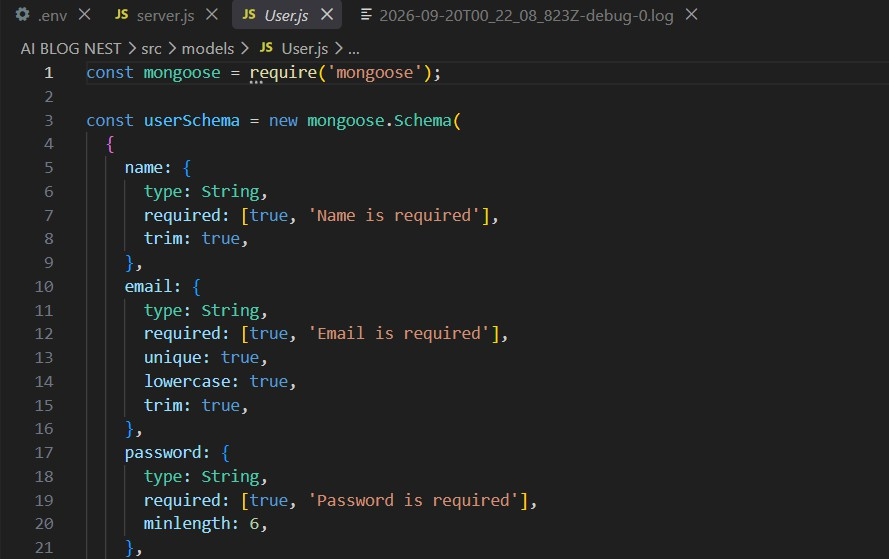 .env JS server.js JS User.js 2026-09-20T00_22_08_823Z-debug-0.log
AI BLOG NEST > src > models > JS User.js > ...
1 const mongoose = require('mongoose');
2
3 const userSchema = new mongoose.Schema(
4 {
5 name: {
6 type: String,
7 required: [true, 'Name is required'],
8 trim: true,
9 },
10 email: {
11 type: String,
12 required: [true, 'Email is required'],
13 unique: true,
14 lowercase: true,
15 trim: true,
16 },
17 password: {
18 type: String,
19 required: [true, 'Password is required'],
20 minlength: 6,
21 },